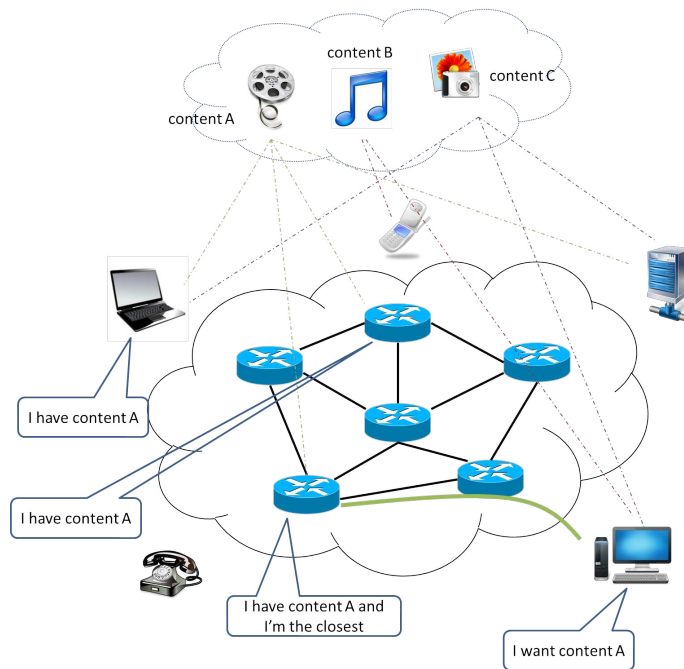 content B
content C
content A
I have content A
I have content A
I have content A and
I'm the closest
I want content A